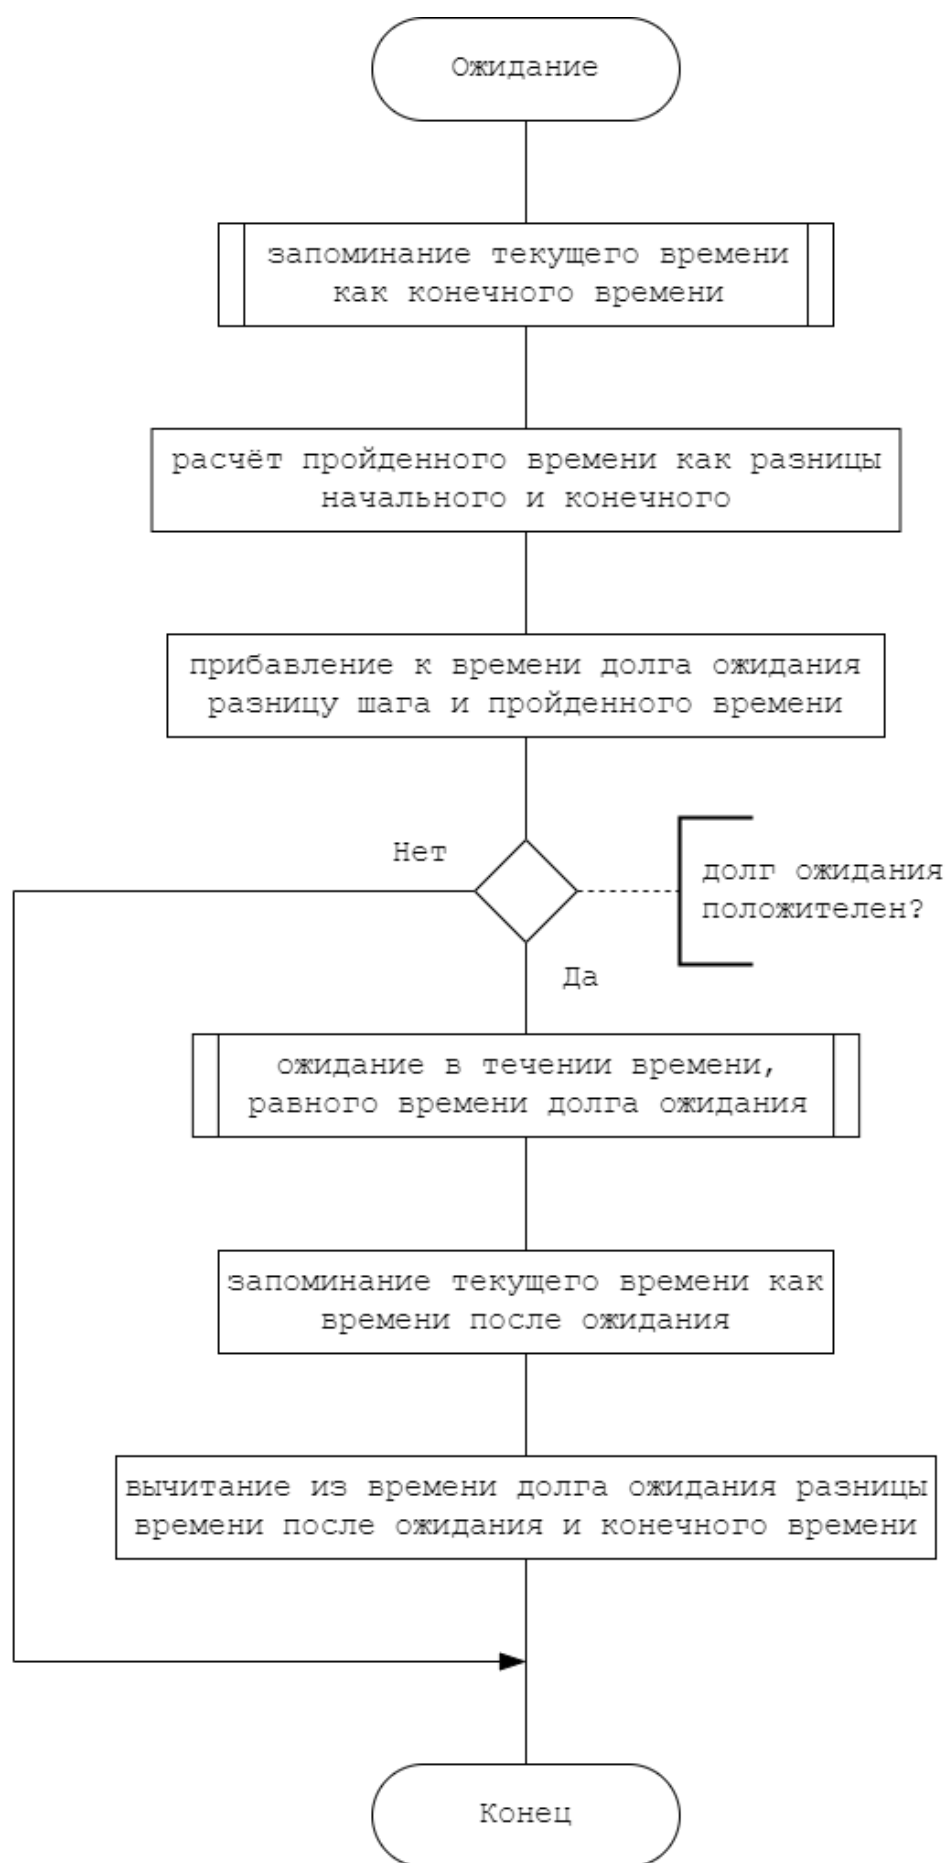 Ожидание
запоминание текущего времени
как конечного времени
расчёт пройденного времени как разницы
начального и конечного
прибавление к времени долга ожидания
разницу шага и пройденного времени
Нет
долг ожидания
положителен?
Да
ожидание в течении времени,
равного времени долга ожидания
запоминание текущего времени как
времени после ожидания
вычитание из времени долга ожидания разницы
времени после ожидания и конечного времени
Конец